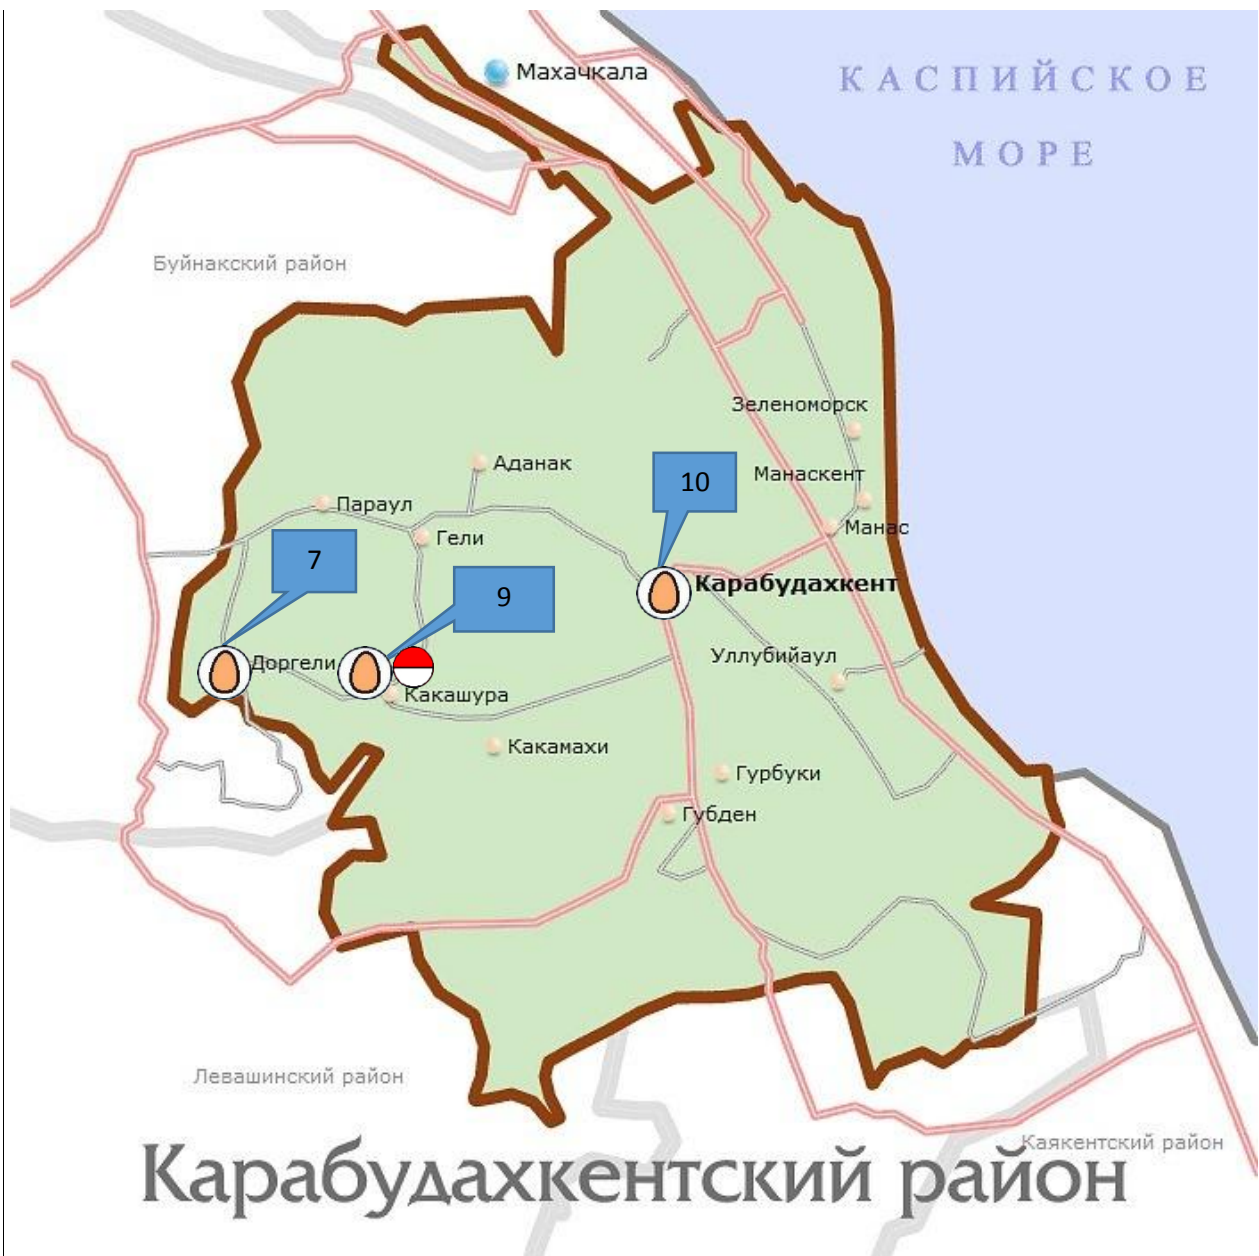 Махачкала
КАСПИЙСКОЕ
МОРЕ
Буйнакский район
Зеленоморск
Аданак
Манаскент
10
Параул
Гели
Манас
7
9
Карабудахкент
Доргели
Уллубийаул
Какашура
Какамахи
Гурбуки
Губден
Левашинский район
Каякентский район
Карабудахкентский район